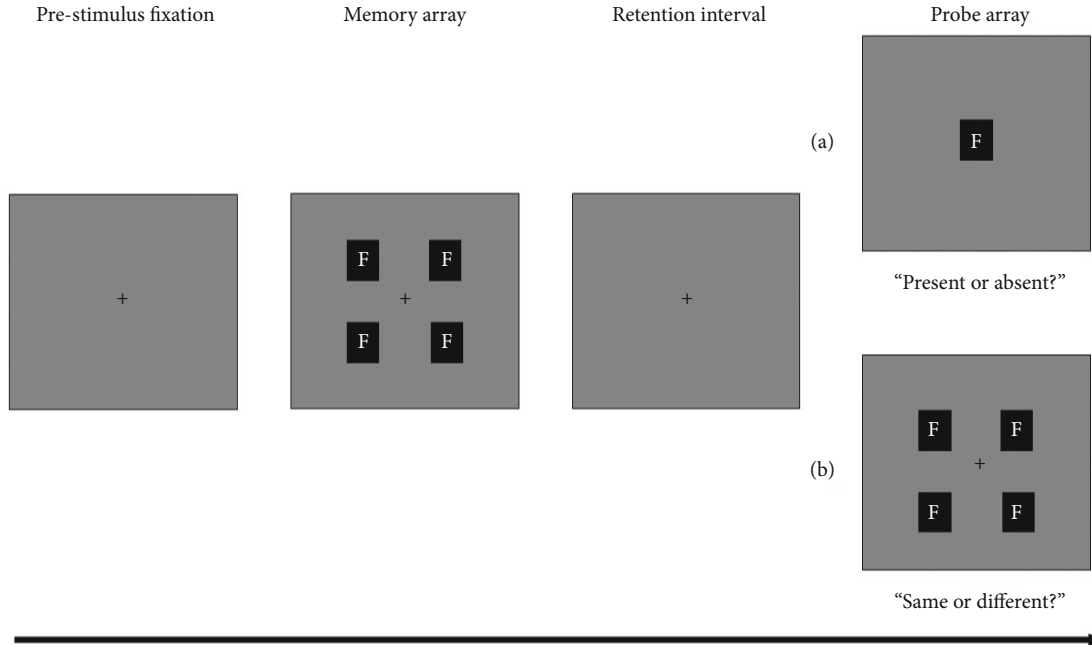 Pre-stimulus fixation
Memory array
Retention interval
Probe array
+
F F
+
F F
+
(a)
F
“Present or absent?”
(b)
F F
+
F F
“Same or different?”